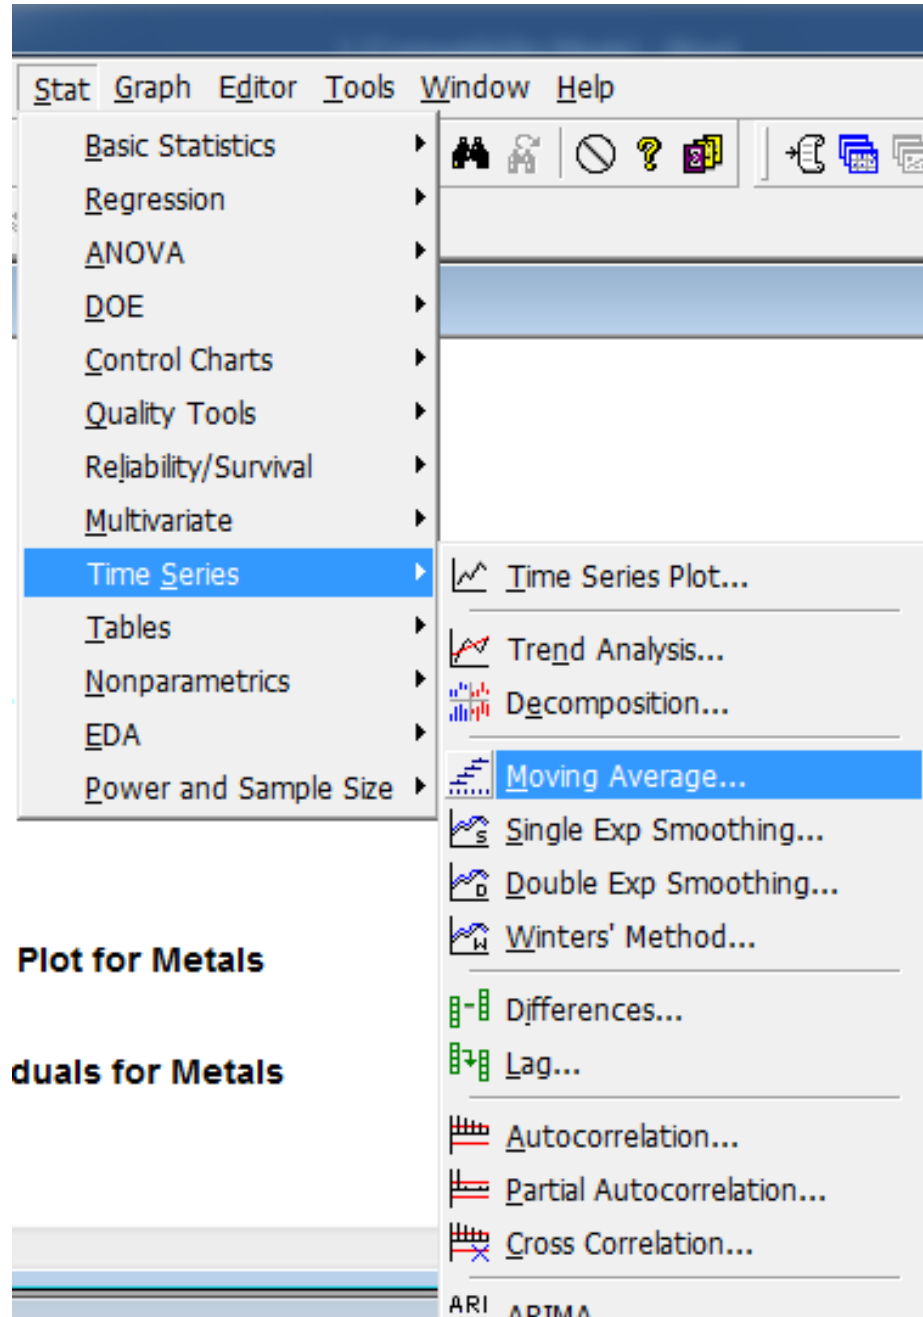 Stat Graph Editor Tools Window Help
Basic Statistics
Regression
ANOVA
DOE
Control Charts
Quality Tools
Reliability/Survival
Multivariate
Time Series
Tables
Nonparametrics
EDA
Power and Sample Size
Time Series Plot...
Trend Analysis...
Decomposition...
Moving Average...
Single Exp Smoothing...
Double Exp Smoothing...
Winters' Method...
Differences...
Lag...
Autocorrelation...
Partial Autocorrelation...
Cross Correlation...
ARIMA
Plot for Metals
duals for Metals